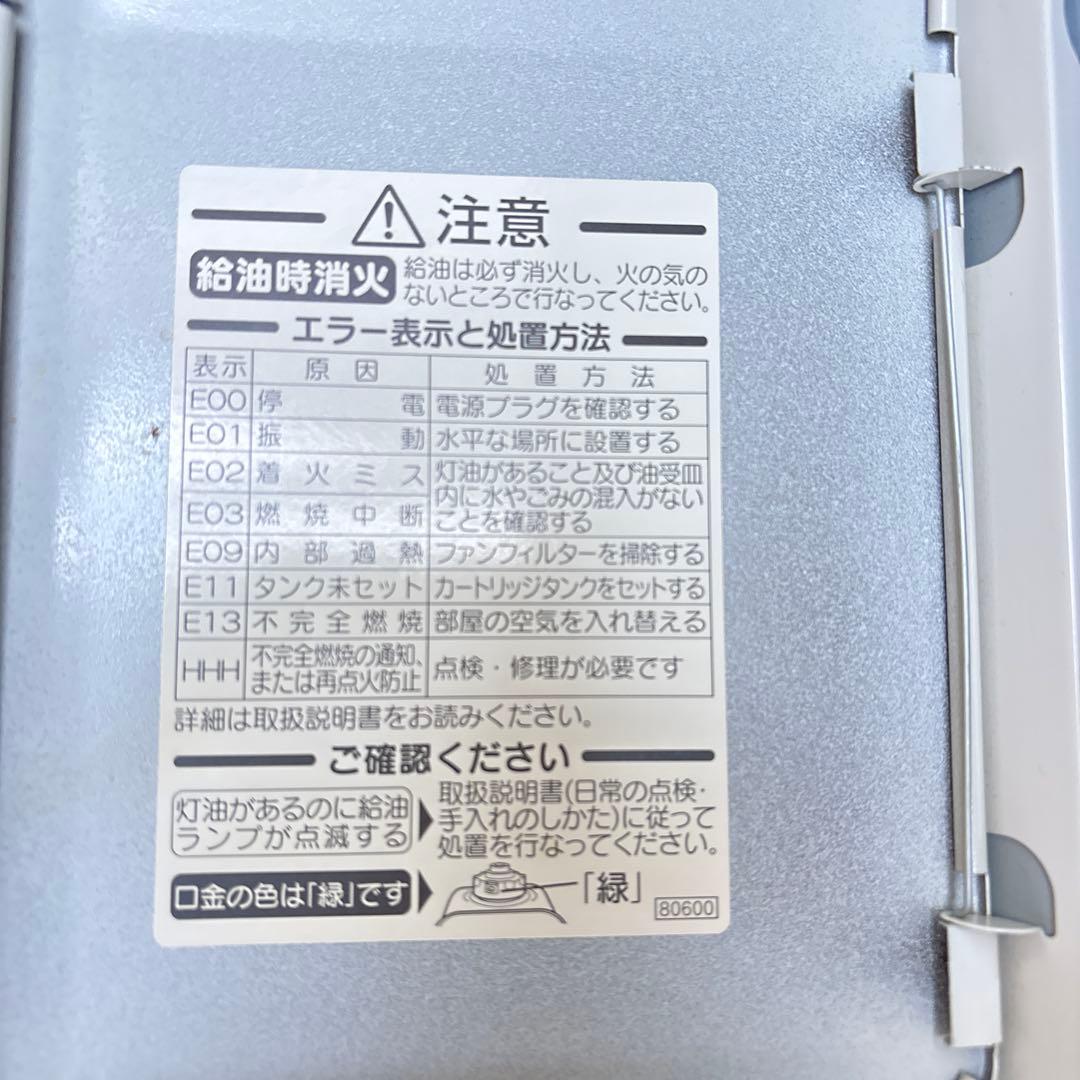 注意
給油時消火 給油は必ず消火し、火の気の
ないところで行なってください。
エラー表示と処置方法
表示 原因 処置方法
E00 停電 電源プラグを確認する
E01 振動 水平な場所に設置する
E02 着火ミス 灯油があること及び油受皿
内に水やごみの混入がない
E03 燃焼中断 ことを確認する
E09 内部過熱 ファンフィルターを掃除する
E11 タンク未セット カートリッジタンクをセットする
E13 不完全燃焼 部屋の空気を入れ替える
HHH 不完全燃焼の通知、
または再点火防止 点検・修理が必要です
詳細は取扱説明書をお読みください。
ご確認ください
灯油があるのに給油
ランプが点滅する
取扱説明書(日常の点検・
手入れのしかた)に従って
処置を行なってください。
口金の色は「緑」です 「緑」
80600